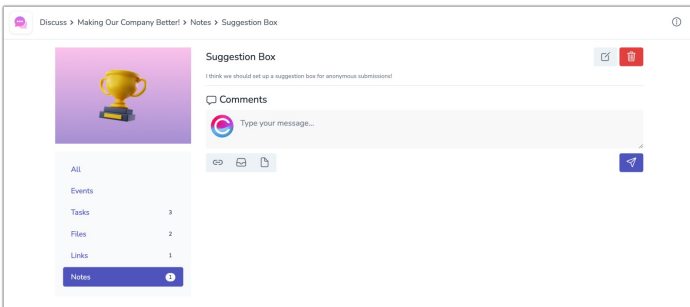 Discuss > Making Our Company Better! > Notes > Suggestion Box
Suggestion Box
I think we should set up a suggestion box for anonymous submissions!
Comments
Type your message...
All
Events
Tasks 3
Files 2
Links 1
Notes 1